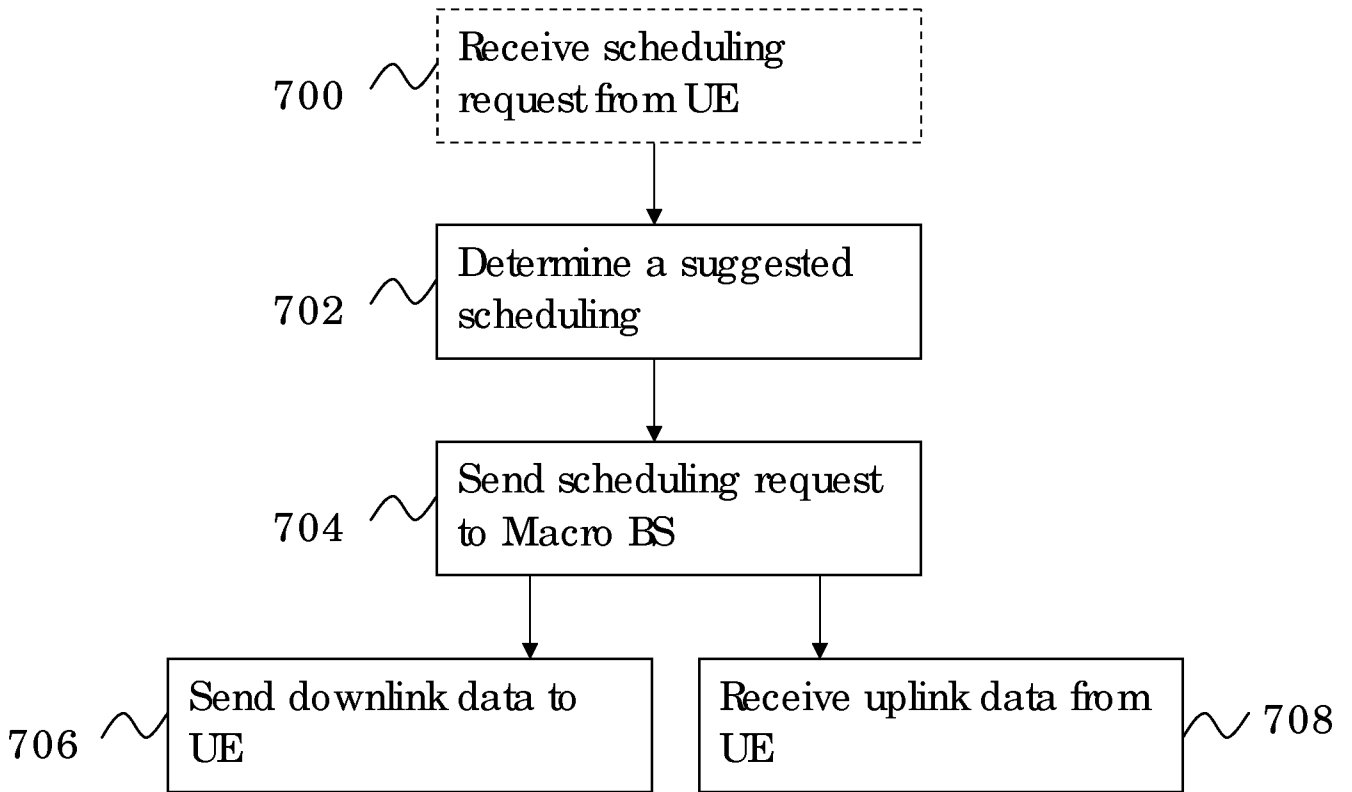 700
Receive scheduling
request from UE
702
Determine a suggested
scheduling
704
Send scheduling request
to Macro BS
706
Send downlink data to
UE
Receive uplink data from
UE
708